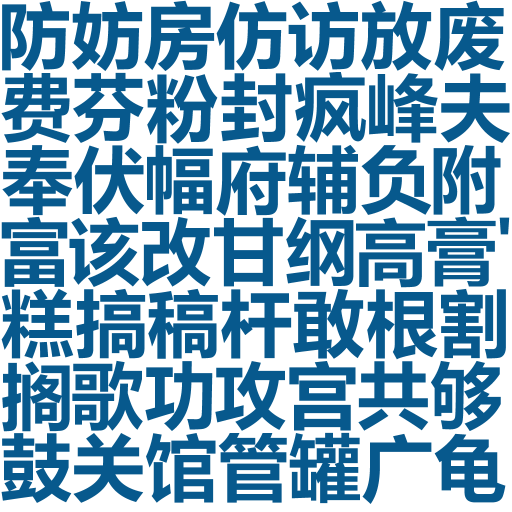 防妨房仿访放废
费芬粉封疯峰夫
奉伏幅府辅负附
富该改甘纲高膏'
糕搞稿杆敢根割
搁歌功攻宫共够
鼓关馆管罐广龟